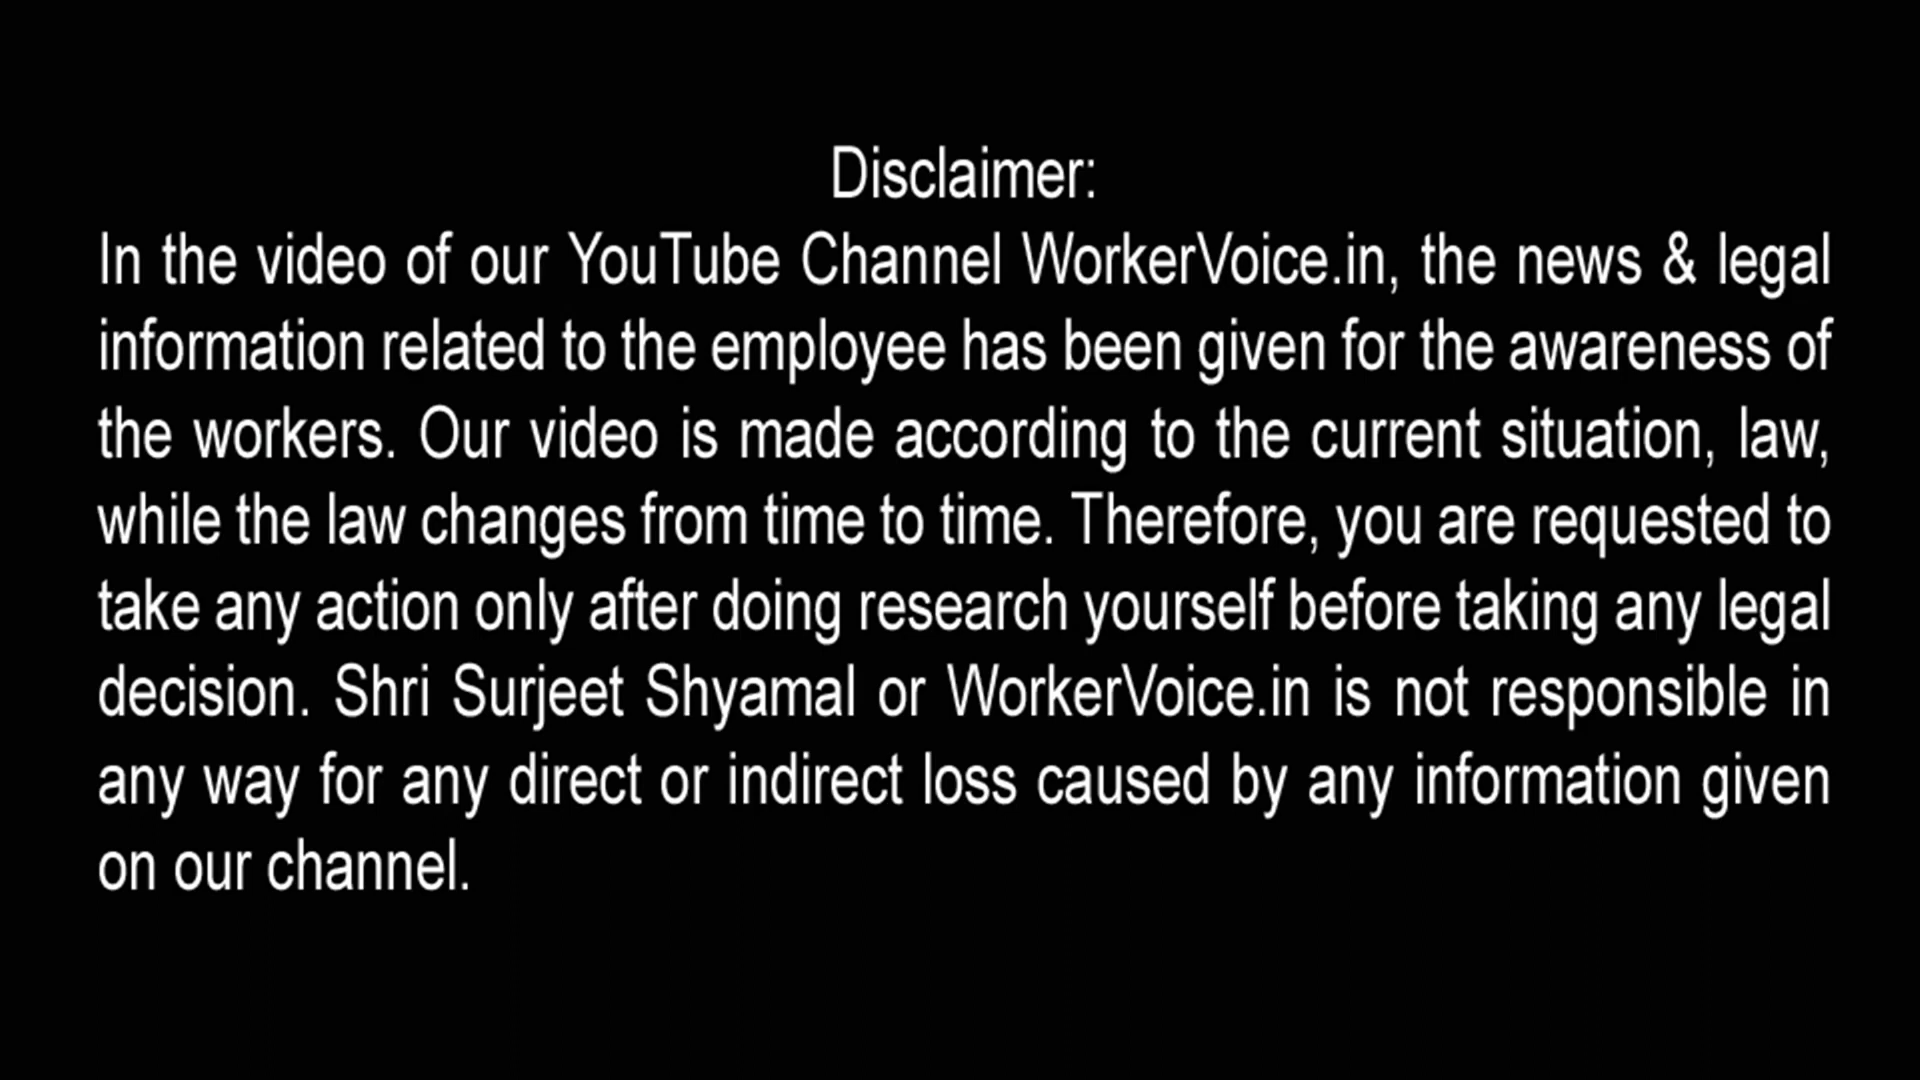 Disclaimer:
In the video of our YouTube Channel WorkerVoice.in, the news & legal
information related to the employee has been given for the awareness of
the workers. Our video is made according to the current situation, law,
while the law changes from time to time. Therefore, you are requested to
take any action only after doing research yourself before taking any legal
decision. Shri Surjeet Shyamal or WorkerVoice.in is not responsible in
any way for any direct or indirect loss caused by any information given
on our channel.